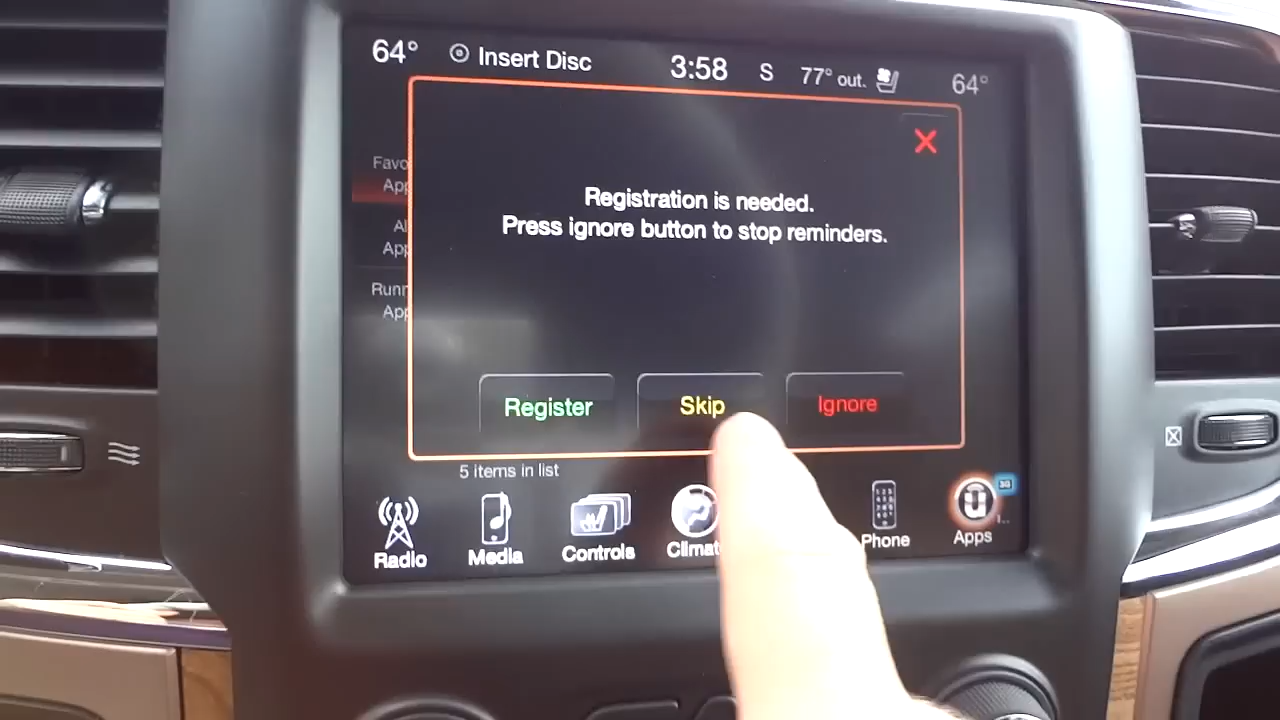 64° Insert Disc 3:58 S 77° out. 64°
Registration is needed.
Press ignore button to stop reminders.
Register Skip Ignore
5 items in list
Radio Media Controls Phone Apps
3G